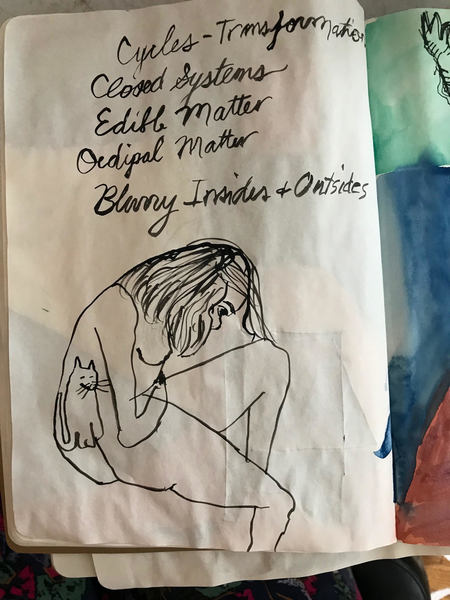 Cycles - Transformation
Closed Systems
Edible Matter
Oedipal Matter
Blurry Insides & Outsides